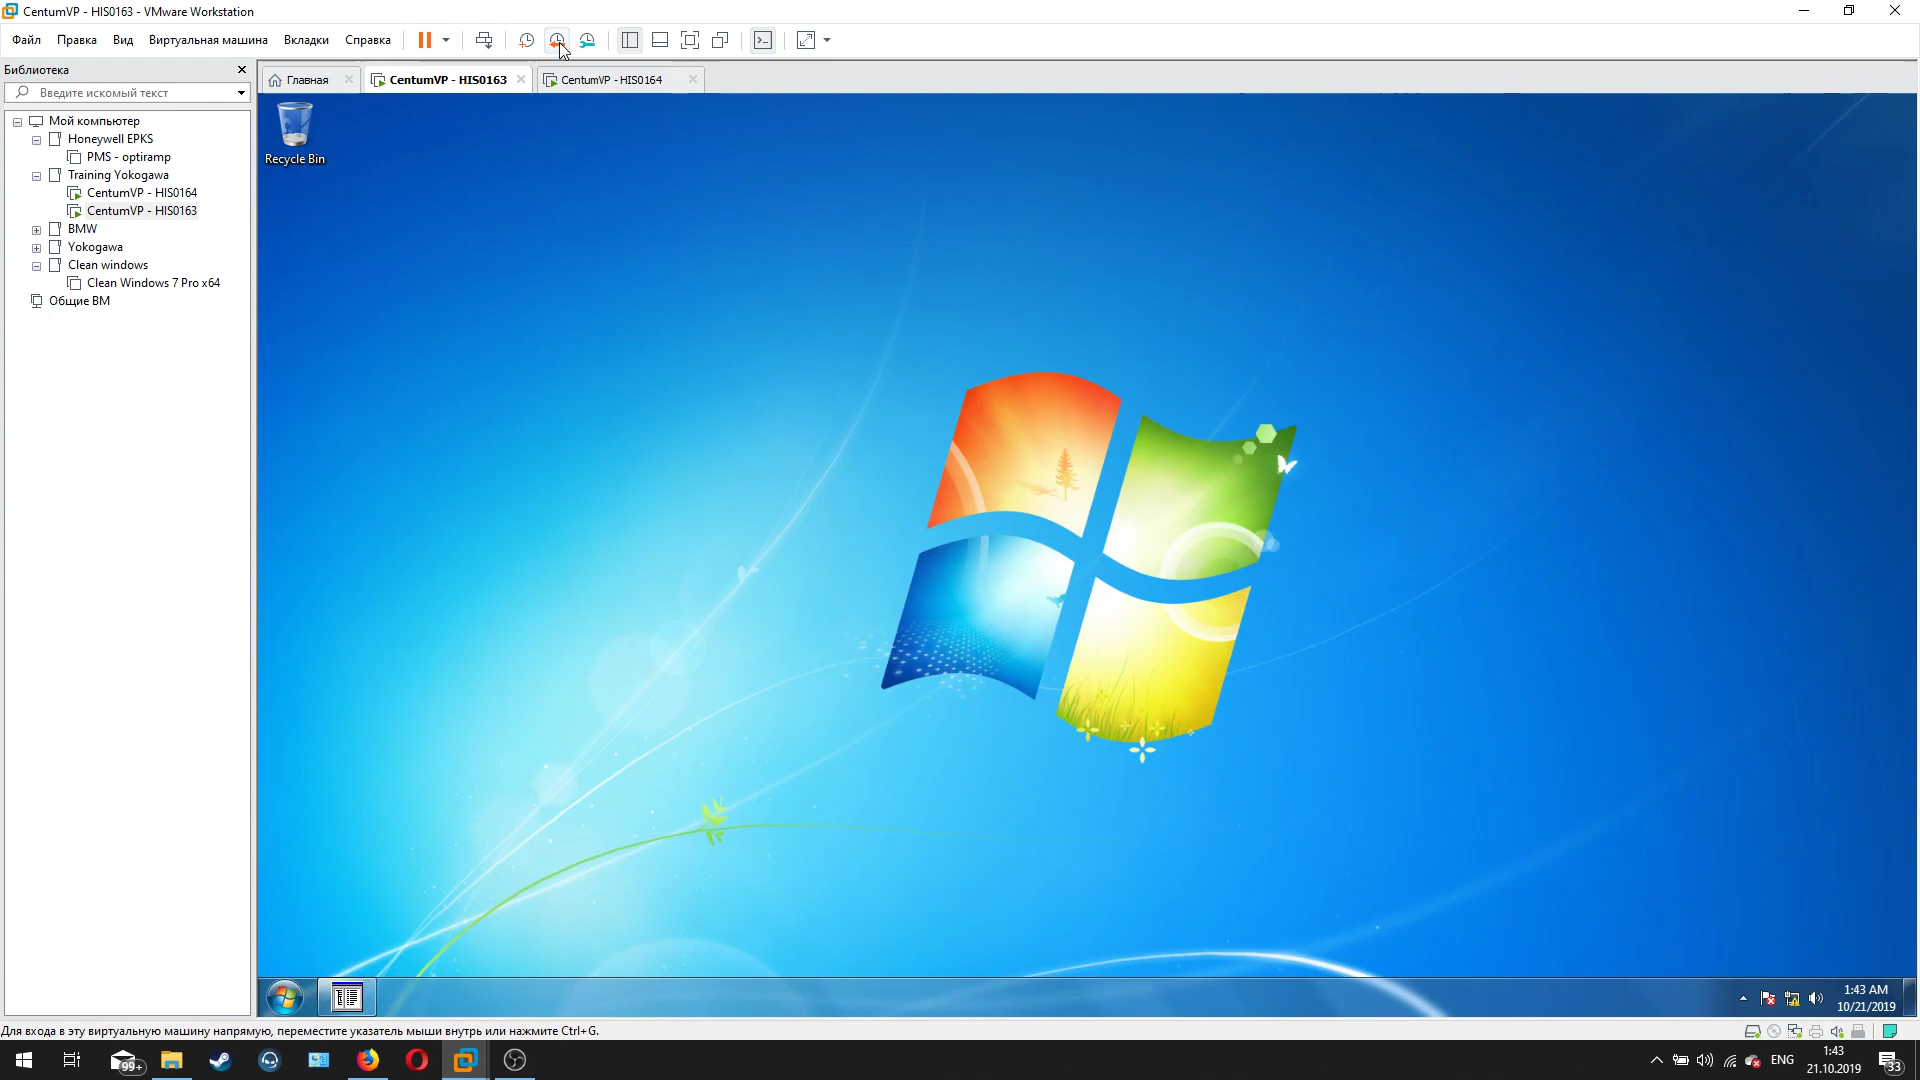 CentumVP - HIS0163 - VMware Workstation
Файл Правка Вид Виртуальная машина Вкладки Справка
Библиотека
Введите искомый текст
Мой компьютер
Honeywell EPKS
PMS - optiramp
Training Yokogawa
CentumVP - HIS0164
CentumVP - HIS0163
BMW
Yokogawa
Clean windows
Clean Windows 7 Pro x64
Общие ВМ
Главная CentumVP - HIS0163 CentumVP - HIS0164
Recycle Bin
1:43 AM
10/21/2019
Для входа в эту виртуальную машину напрямую, переместите указатель мыши внутрь или нажмите Ctrl+G.
99+
ENG
1:43
21.10.2019
33